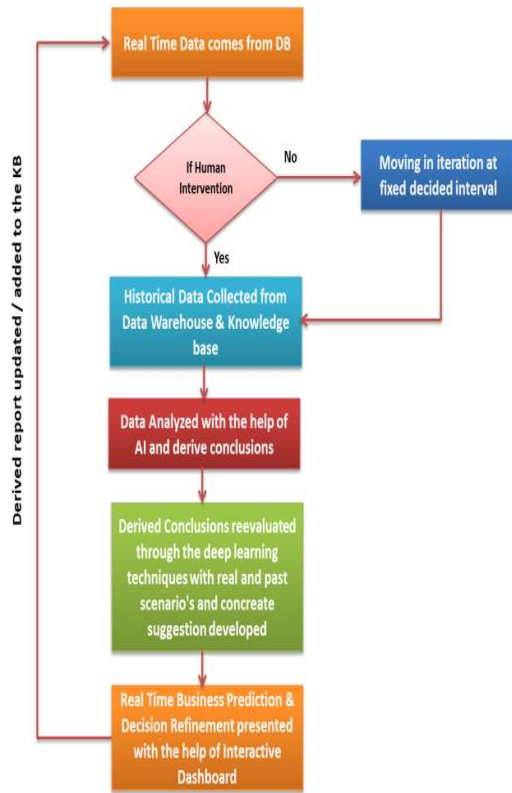 Real Time Data comes from DB
If Human
Intervention
No
Moving in iteration at
fixed decided interval
Yes
Historical Data Collected from
Data Warehouse & Knowledge
base
Data Analyzed with the help of
AI and derive conclusions
Derived Conclusions reevaluated
through the deep learning
techniques with real and past
scenario's and concreate
suggestion developed
Real Time Business Prediction &
Decision Refinement presented
with the help of Interactive
Dashboard
Derived report updated / added to the KB